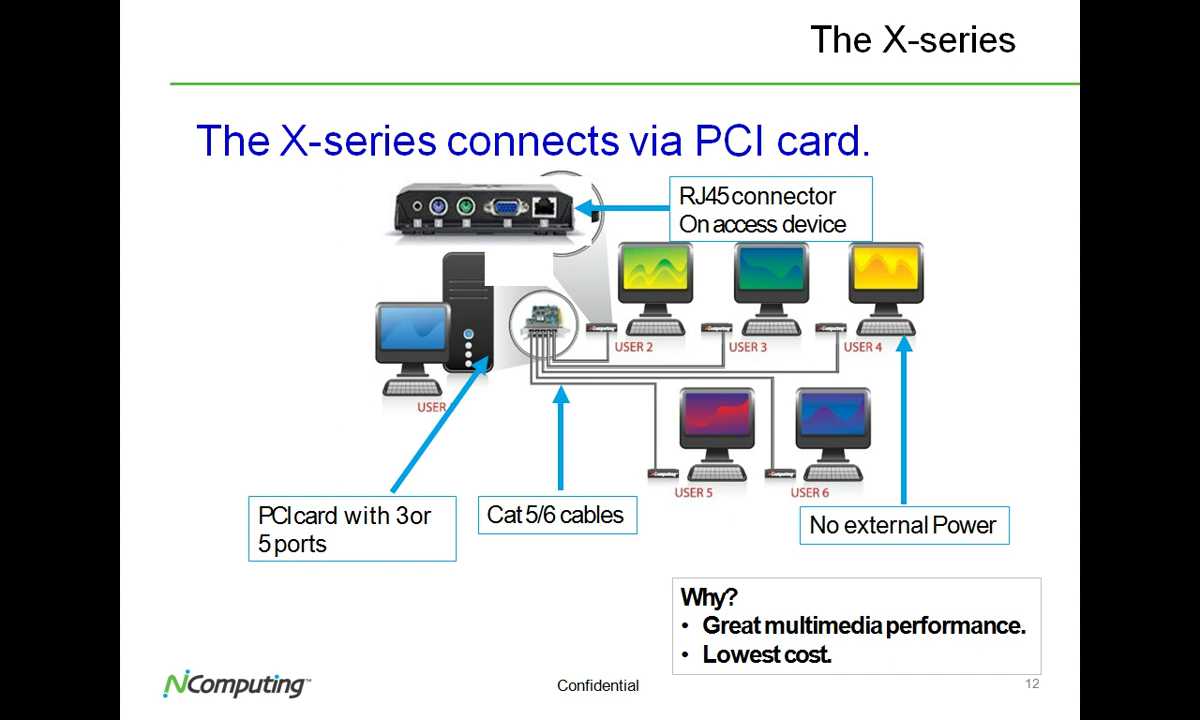 The X-series
The X-series connects via PCI card.
RJ45 connector
On access device
USER 2
USER 3
USER 4
USER
USER 5
USER 6
PCI card with 3 or
5 ports
Cat 5/6 cables
No external Power
Why?
• Great multimedia performance.
• Lowest cost.
NComputing™
Confidential
12